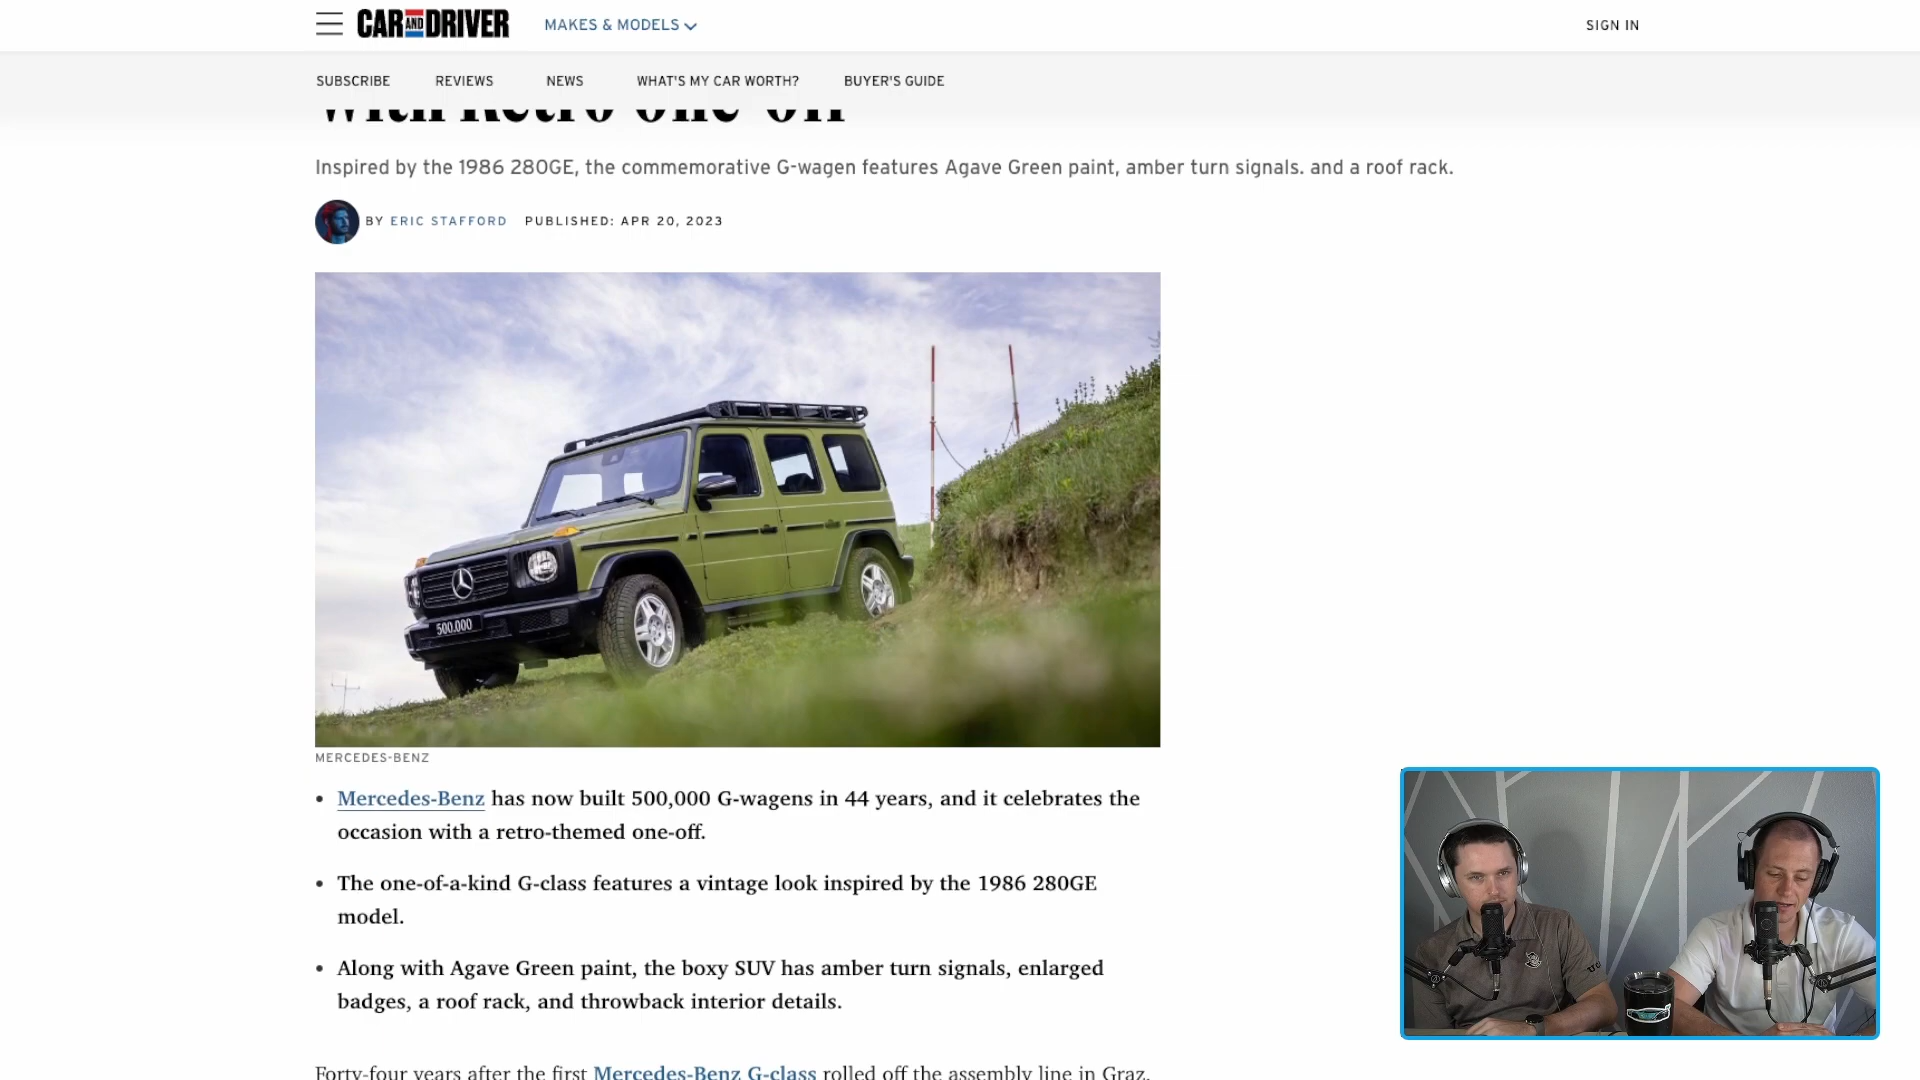 CAR AND DRIVER
MAKES & MODELS
SIGN IN
SUBSCRIBE
REVIEWS
NEWS
WHAT'S MY CAR WORTH?
BUYER'S GUIDE
With Retro One-Off
Inspired by the 1986 280GE, the commemorative G-wagen features Agave Green paint, amber turn signals. and a roof rack.
BY ERIC STAFFORD PUBLISHED: APR 20, 2023
500.000
MERCEDES-BENZ
• Mercedes-Benz has now built 500,000 G-wagens in 44 years, and it celebrates the
occasion with a retro-themed one-off.
• The one-of-a-kind G-class features a vintage look inspired by the 1986 280GE
model.
• Along with Agave Green paint, the boxy SUV has amber turn signals, enlarged
badges, a roof rack, and throwback interior details.
Forty-four years after the first Mercedes-Benz G-class rolled off the assembly line in Graz,